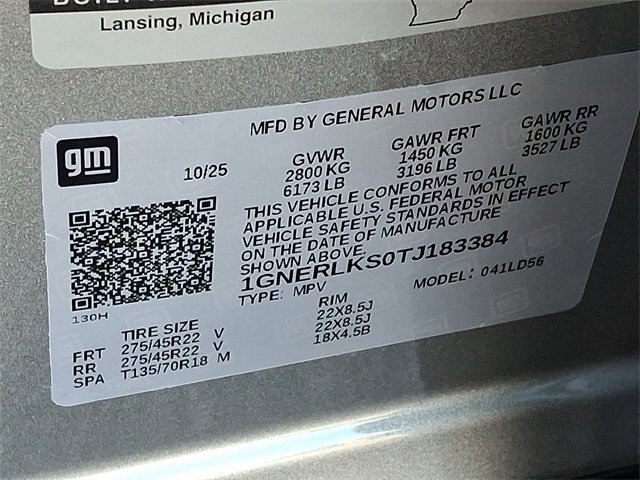 Lansing, Michigan
MFD BY GENERAL MOTORS LLC
gm
10/25
GVWR GAWR FRT GAWR RR
2800 KG 1450 KG 1600 KG
6173 LB 3196 LB 3527 LB
THIS VEHICLE CONFORMS TO ALL
APPLICABLE U.S. FEDERAL MOTOR
VEHICLE SAFETY STANDARDS IN EFFECT
ON THE DATE OF MANUFACTURE
SHOWN ABOVE.
1GNERLKS0TJ183384
TYPE: MPV MODEL: 041LD56
130H
TIRE SIZE RIM
FRT 275/45R22 V 22X8.5J
RR 275/45R22 V 22X8.5J
SPA T135/70R18 M 18X4.5B